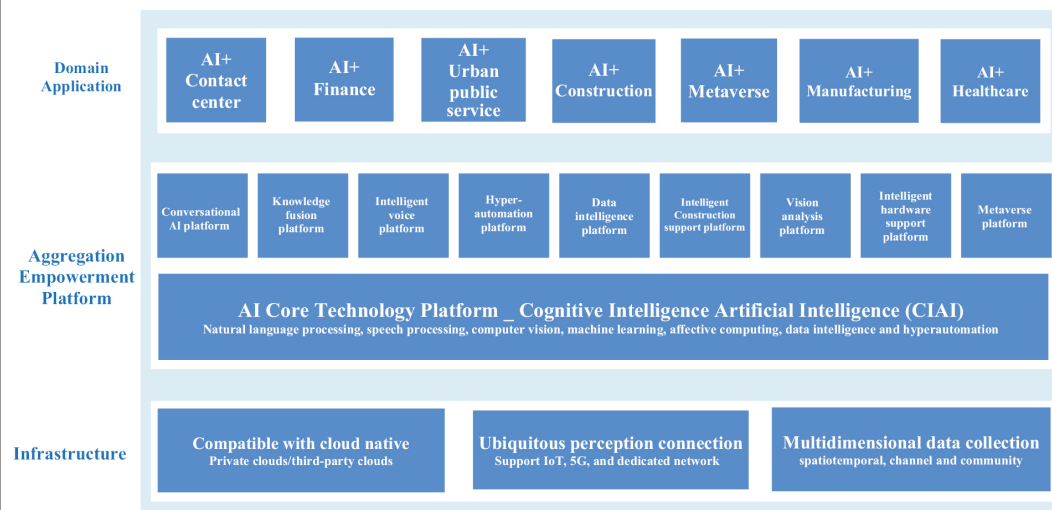 Domain
Application
AI+
Contact
center
AI+
Finance
AI+
Urban
public
service
AI+
Construction
AI+
Metaverse
AI+
Manufacturing
AI+
Healthcare
Aggregation
Empowerment
Platform
Conversational
AI platform
Knowledge
fusion
platform
Intelligent
voice
platform
Hyper-
automation
platform
Data
intelligence
platform
Intelligent
Construction
support platform
Vision
analysis
platform
Intelligent
hardware
support
platform
Metaverse
platform
AI Core Technology Platform _ Cognitive Intelligence Artificial Intelligence (CIAI)
Natural language processing, speech processing, computer vision, machine learning, affective computing, data intelligence and hyperautomation
Infrastructure
Compatible with cloud native
Private clouds/third-party clouds
Ubiquitous perception connection
Support IoT, 5G, and dedicated network
Multidimensional data collection
spatiotemporal, channel and community